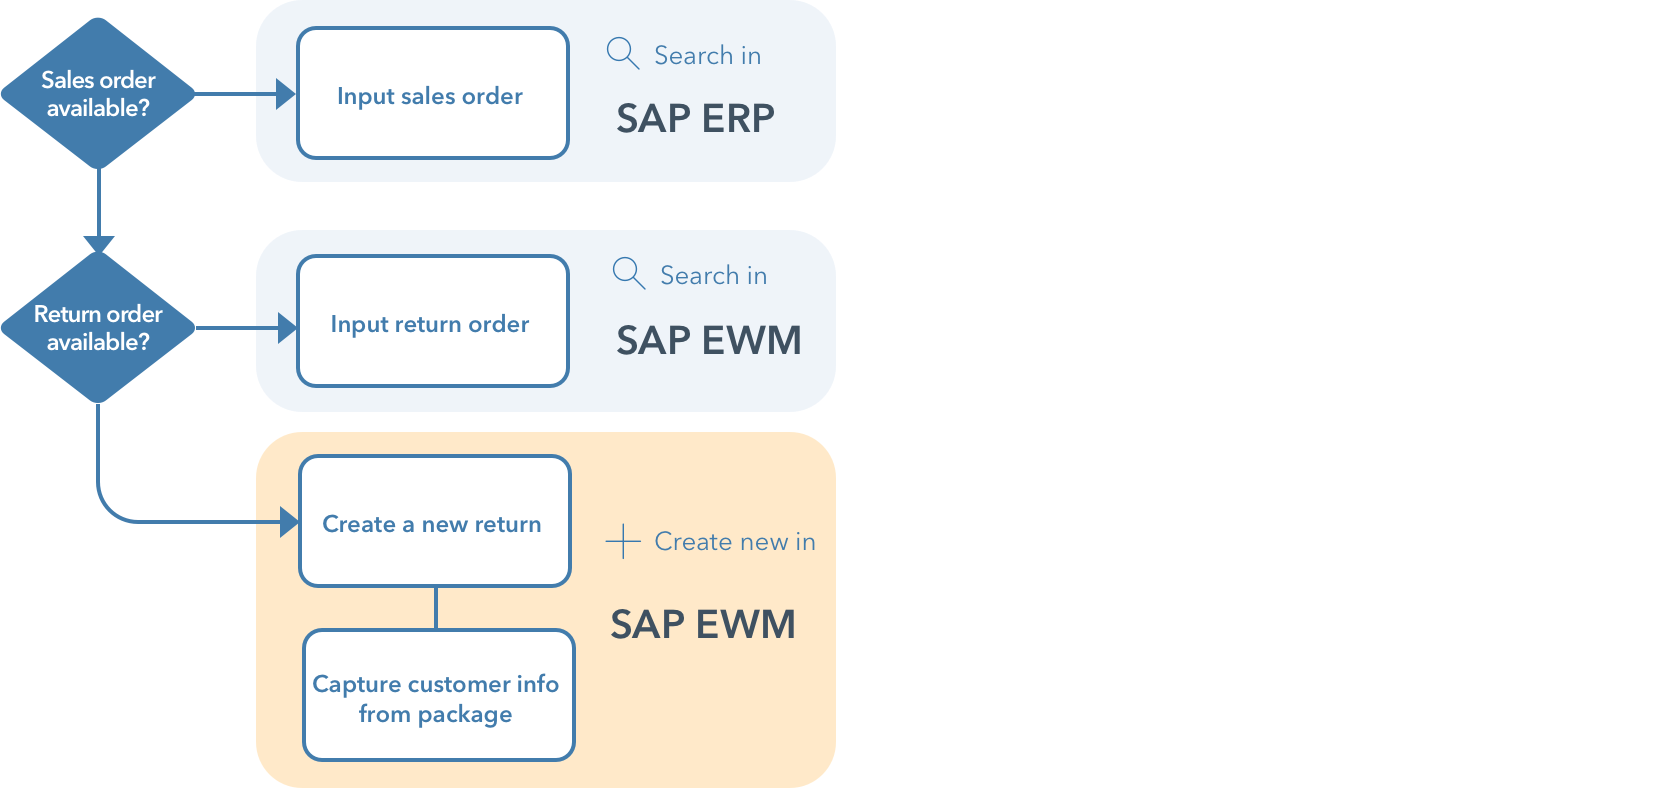 Sales order
available?
Input sales order
Search in
SAP ERP
Return order
available?
Input return order
Search in
SAP EWM
Create a new return
Create new in
SAP EWM
Capture customer info
from package